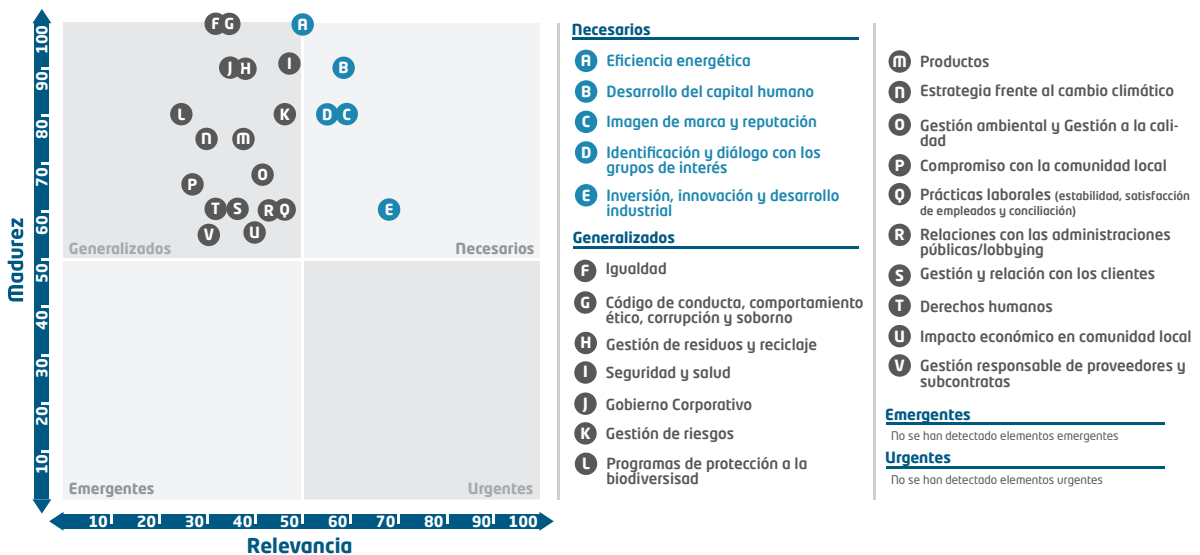 Madurez
100
90
80
70
60
50
40
30
20
10
F G A
J H I B
L K D C
N M
O
P
T S R Q E
V U
Generalizados
Necesarios
Emergentes
Urgentes
10 20 30 40 50 60 70 80 90 100
Relevancia
Necesarios
A Eficiencia energética
B Desarrollo del capital humano
C Imagen de marca y reputación
D Identificación y diálogo con los
grupos de interés
E Inversión, innovación y desarrollo
industrial
Generalizados
F Igualdad
G Código de conducta, comportamiento
ético, corrupción y soborno
H Gestión de residuos y reciclaje
I Seguridad y salud
J Gobierno Corporativo
K Gestión de riesgos
L Programas de protección a la
biodiversisad
M Productos
N Estrategia frente al cambio climático
O Gestión ambiental y Gestión a la cali-
dad
P Compromiso con la comunidad local
Q Prácticas laborales (estabilidad, satisfacción
de empleados y conciliación)
R Relaciones con las administraciones
públicas/lobbying
S Gestión y relación con los clientes
T Derechos humanos
U Impacto económico en comunidad local
V Gestión responsable de proveedores y
subcontratas
Emergentes
No se han detectado elementos emergentes
Urgentes
No se han detectado elementos urgentes